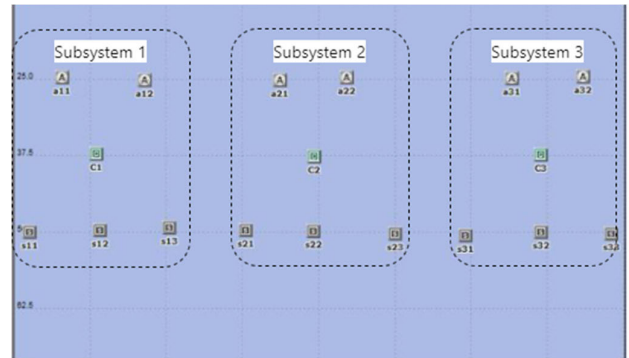 Subsystem 1 Subsystem 2 Subsystem 3
25.0
A A A A A A
a11 a12 a21 a22 a31 a32
37.5
C1 C2 C3
s11 s12 s13 s21 s22 s23 s31 s32 s33
62.5